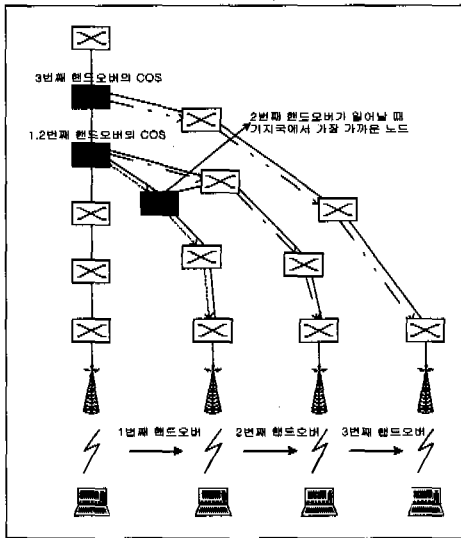 3번째 핸드오버의 COS
1.2번째 핸드오버의 COS
2번째 핸드오버가 일어날 때
기지국에서 가장 가까운 노드
1번째 핸드오버
2번째 핸드오버
3번째 핸드오버